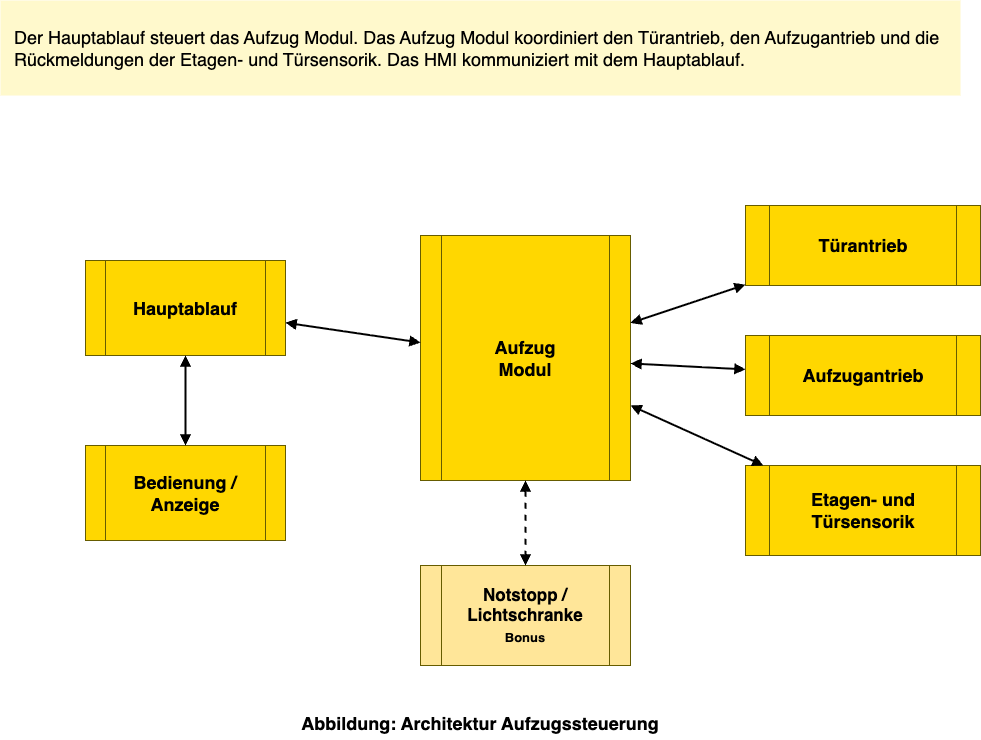 Der Hauptablauf steuert das Aufzug Modul. Das Aufzug Modul koordiniert den Türantrieb, den Aufzugantrieb und die
Rückmeldungen der Etagen- und Türsensorik. Das HMI kommuniziert mit dem Hauptablauf.
Türantrieb
Hauptablauf
Aufzug
Modul
Aufzugantrieb
Bedienung /
Anzeige
Etagen- und
Türsensorik
Notstopp /
Lichtschranke
Bonus
Abbildung: Architektur Aufzugssteuerung